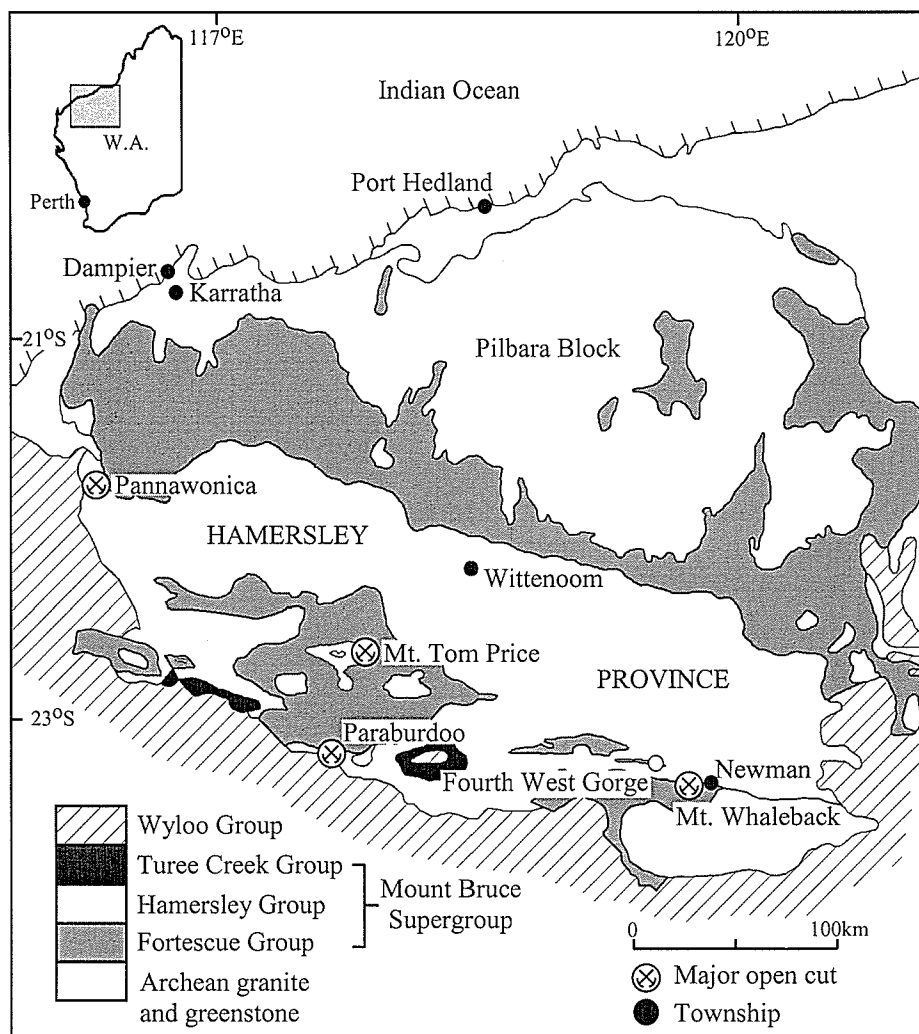 117°E
120°E
Indian Ocean
W.A.
Perth
Port Hedland
Dampier
Karratha
21°S
Pilbara Block
Pannawonica
HAMERSLEY
Wittenoom
Mt. Tom Price
PROVINCE
23°S
Paraburdoo
Fourth West Gorge
Newman
Mt. Whaleback
Wyloo Group
Turee Creek Group
Hamersley Group
Fortescue Group
Mount Bruce
Supergroup
Archean granite
and greenstone
0
100km
Major open cut
Township